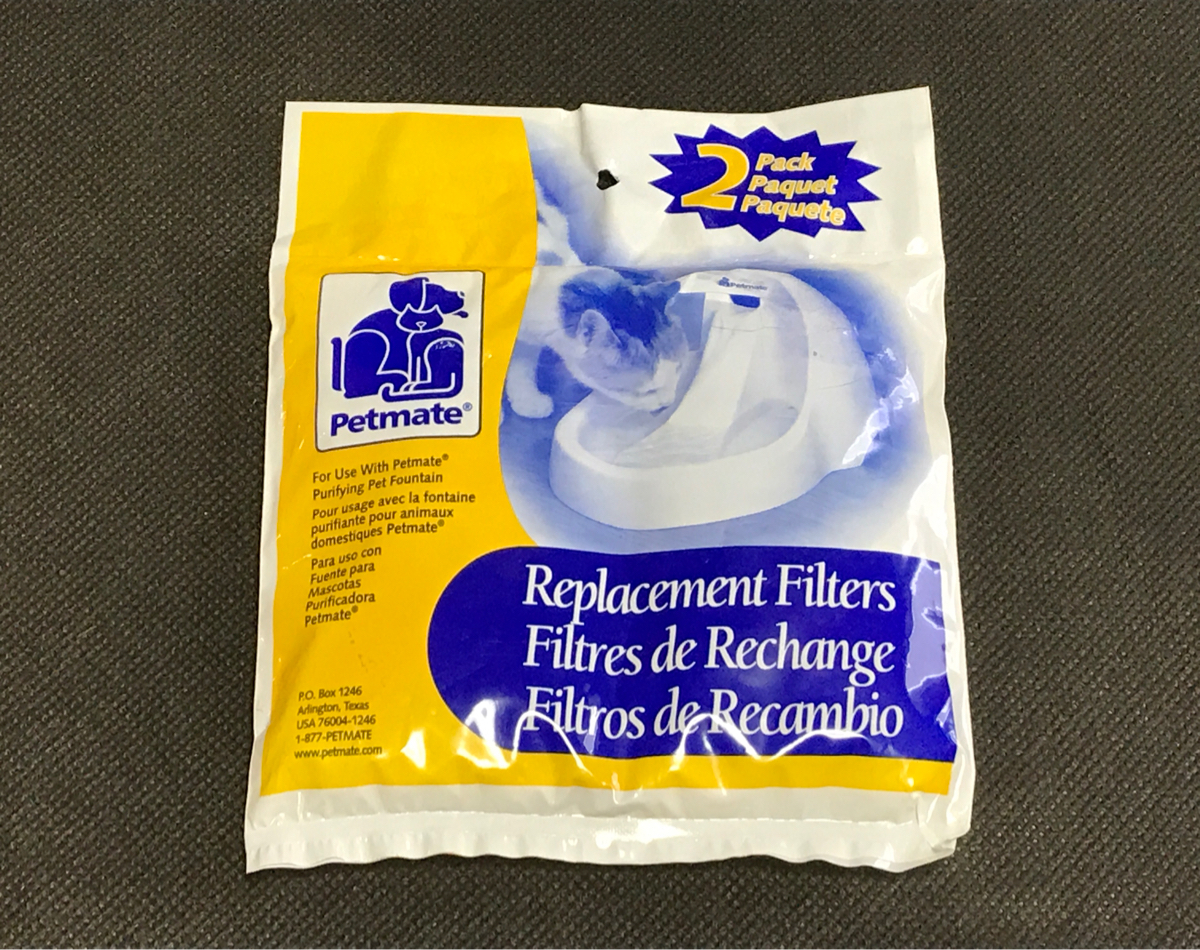 2 Pack
Paquet
Paquete
Petmate
Petmate®
For Use With Petmate®
Purifying Pet Fountain
Pour usage avec la fontaine
purifiante pour animaux
domestiques Petmate®
Para uso con
Fuente para
Mascotas
Purificadora
Petmate®
Replacement Filters
Filtres de Rechange
Filtros de Recambio
P.O. Box 1246
Arlington, Texas
USA 76004-1246
1-877-PETMATE
www.petmate.com